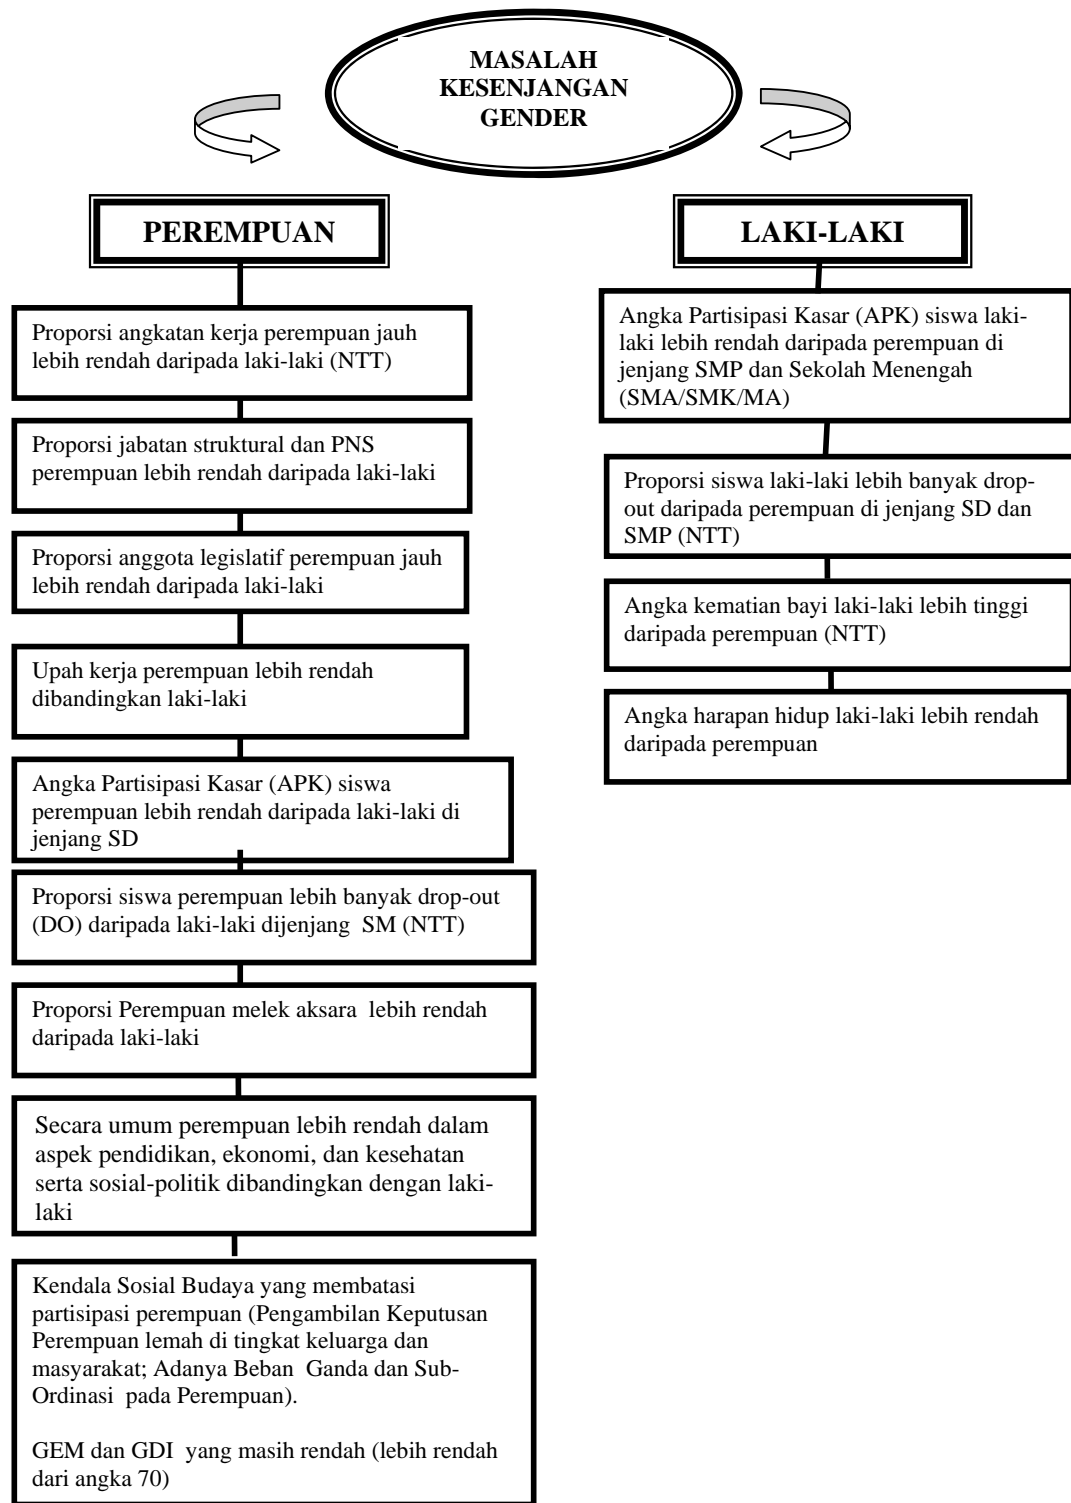 MASALAH
KESENJANGAN
GENDER
PEREMPUAN
Proporsi angkatan kerja perempuan jauh
lebih rendah daripada laki-laki (NTT)
Proporsi jabatan struktural dan PNS
perempuan lebih rendah daripada laki-laki
Proporsi anggota legislatif perempuan jauh
lebih rendah daripada laki-laki
Upah kerja perempuan lebih rendah
dibandingkan laki-laki
Angka Partisipasi Kasar (APK) siswa
perempuan lebih rendah daripada laki-laki di
jenjang SD
Proporsi siswa perempuan lebih banyak drop-out
(DO) daripada laki-laki dijenjang  SM (NTT)
Proporsi Perempuan melek aksara  lebih rendah
daripada laki-laki
Secara umum perempuan lebih rendah dalam
aspek pendidikan, ekonomi, dan kesehatan
serta sosial-politik dibandingkan dengan laki-
laki
Kendala Sosial Budaya yang membatasi
partisipasi perempuan (Pengambilan Keputusan
Perempuan lemah di tingkat keluarga dan
masyarakat; Adanya Beban  Ganda dan Sub-
Ordinasi  pada Perempuan).
GEM dan GDI  yang masih rendah (lebih rendah
dari angka 70)
LAKI-LAKI
Angka Partisipasi Kasar (APK) siswa laki-
laki lebih rendah daripada perempuan di
jenjang SMP dan Sekolah Menengah
(SMA/SMK/MA)
Proporsi siswa laki-laki lebih banyak drop-
out daripada perempuan di jenjang SD dan
SMP (NTT)
Angka kematian bayi laki-laki lebih tinggi
daripada perempuan (NTT)
Angka harapan hidup laki-laki lebih rendah
daripada perempuan